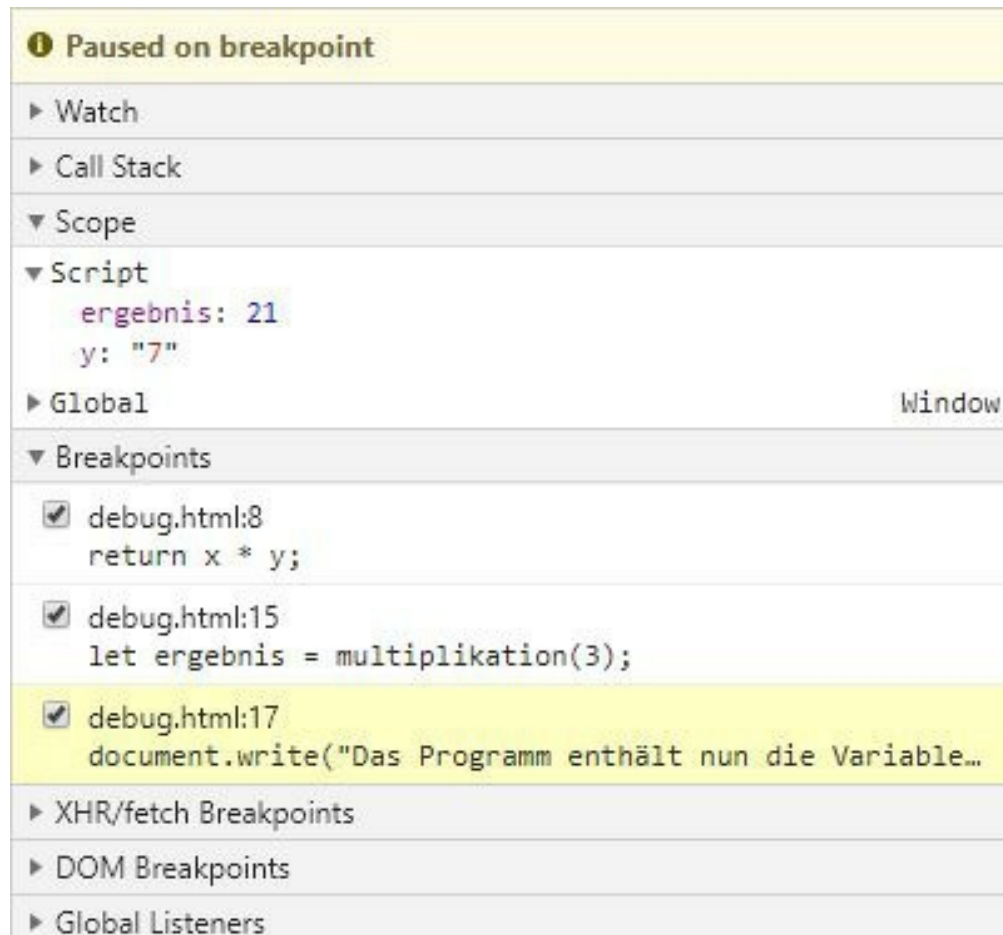 Paused on breakpoint
Watch
Call Stack
Scope
Script
ergebnis: 21
y: "7"
Global Window
Breakpoints
debug.html:8
return x * y;
debug.html:15
let ergebnis = multiplikation(3);
debug.html:17
document.write("Das Programm enthält nun die Variable…
XHR/fetch Breakpoints
DOM Breakpoints
Global Listeners